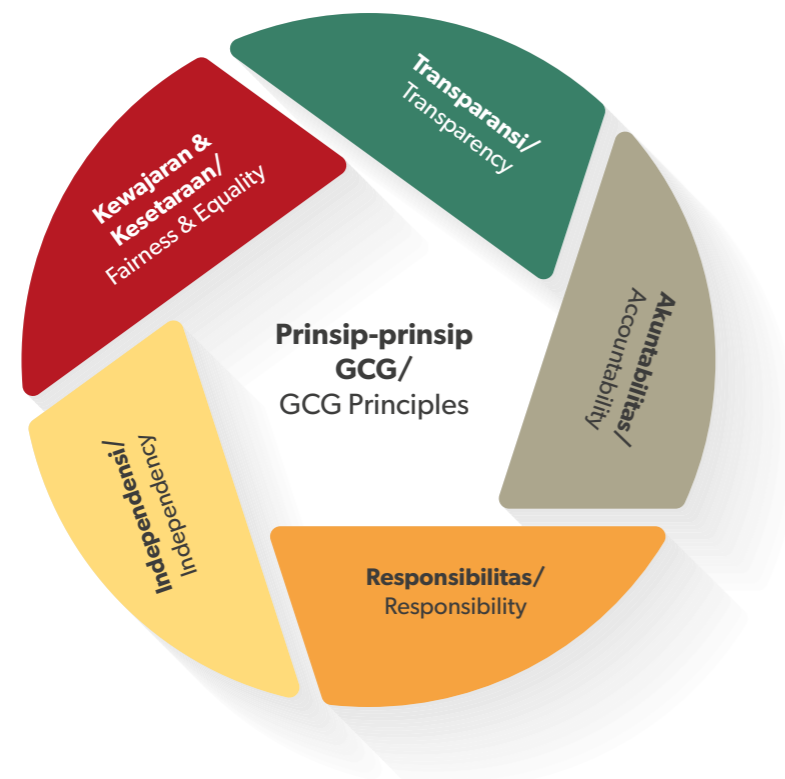 Transparansi/
Transparency
Akuntabilitas/
Accountability
Responsibilitas/
Responsibility
Independensi/
Independency
Kewajaran &
Kesetaraan/
Fairness & Equality
Prinsip-prinsip
GCG/
GCG Principles